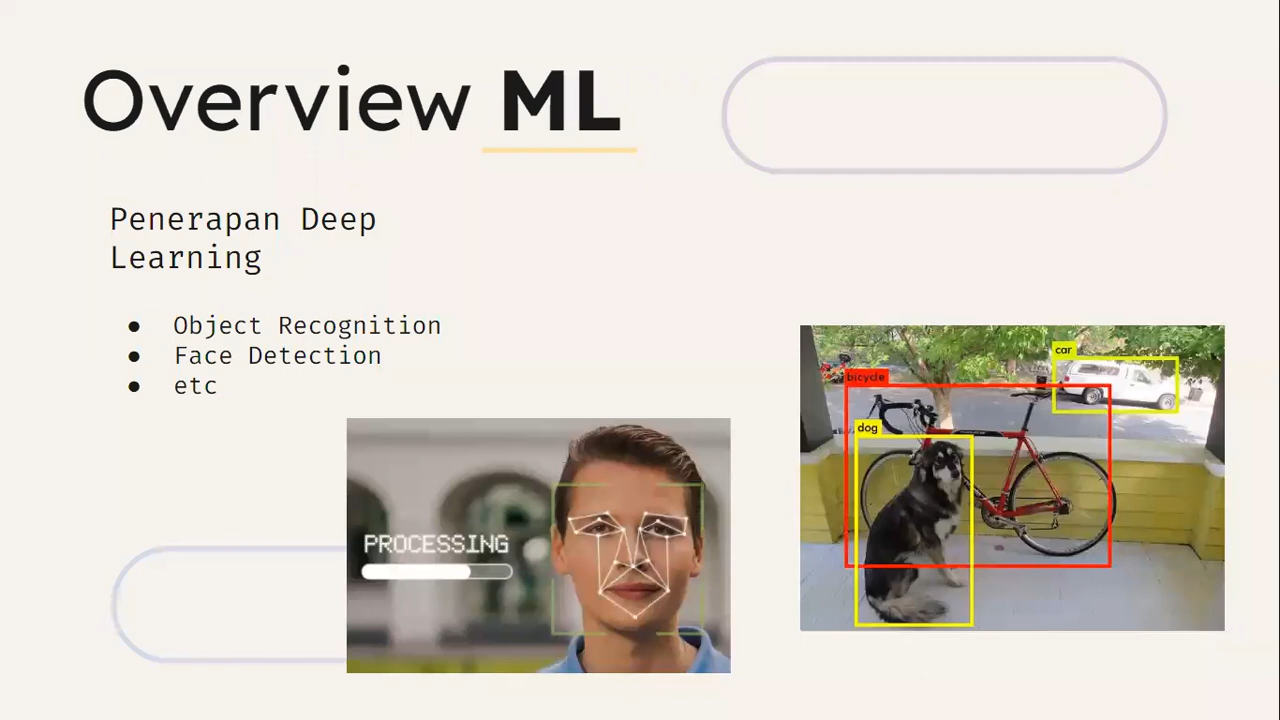 Overview ML
Penerapan Deep
Learning
● Object Recognition
● Face Detection
● etc
PROCESSING
car
bicycle
dog